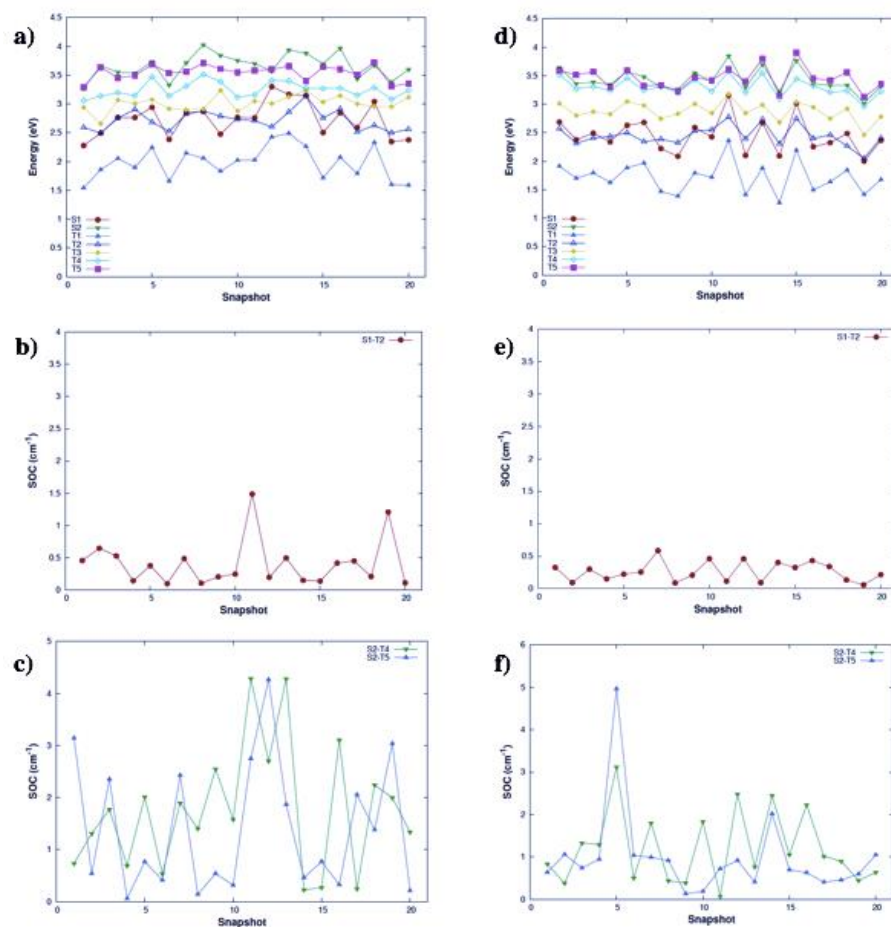 a)
4.5
4
3.5
3
2.5
2
1.5
1
0.5
0
Energy (eV)
S1
S2
T1
T2
T3
T4
T5
0 5 10 15 20
Snapshot
d)
4.5
4
3.5
3
2.5
2
1.5
1
0.5
0
Energy (eV)
S1
S2
T1
T2
T3
T4
T5
0 5 10 15 20
Snapshot
b)
4
3.5
3
2.5
2
1.5
1
0.5
0
SOC (cm-1)
S1-T2
0 5 10 15 20
Snapshot
e)
4
3.5
3
2.5
2
1.5
1
0.5
0
SOC (cm-1)
S1-T2
0 5 10 15 20
Snapshot
c)
5
4
3
2
1
0
SOC (cm-1)
S2-T4
S2-T5
0 5 10 15 20
Snapshot
f)
6
5
4
3
2
1
0
SOC (cm-1)
S2-T4
S2-T5
0 5 10 15 20
Snapshot